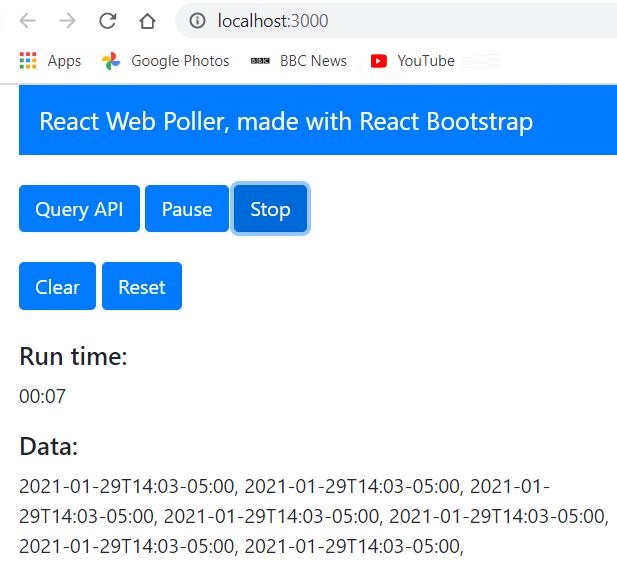 localhost:3000
Apps Google Photos BBC BBC News YouTube
React Web Poller, made with React Bootstrap
Query API Pause Stop
Clear Reset
Run time:
00:07
Data:
2021-01-29T14:03-05:00, 2021-01-29T14:03-05:00, 2021-01-
29T14:03-05:00, 2021-01-29T14:03-05:00, 2021-01-29T14:03-05:00,
2021-01-29T14:03-05:00, 2021-01-29T14:03-05:00,